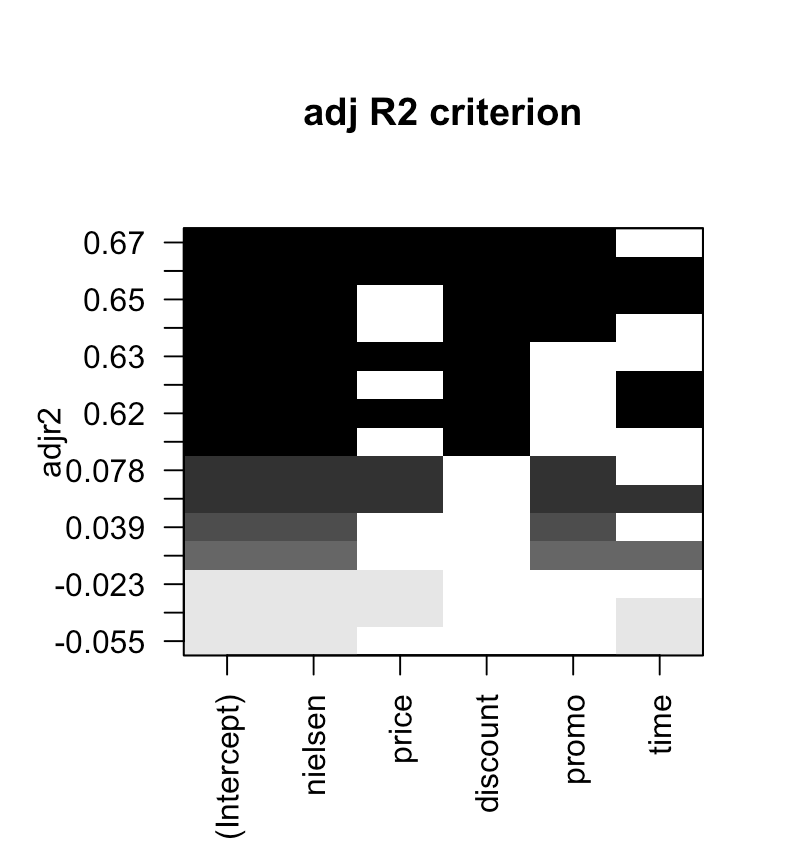 adj R2 criterion
0.67
0.65
0.63
0.62
0.078
0.039
-0.023
-0.055
adjr2
(Intercept)
nielsen
price
discount
promo
time